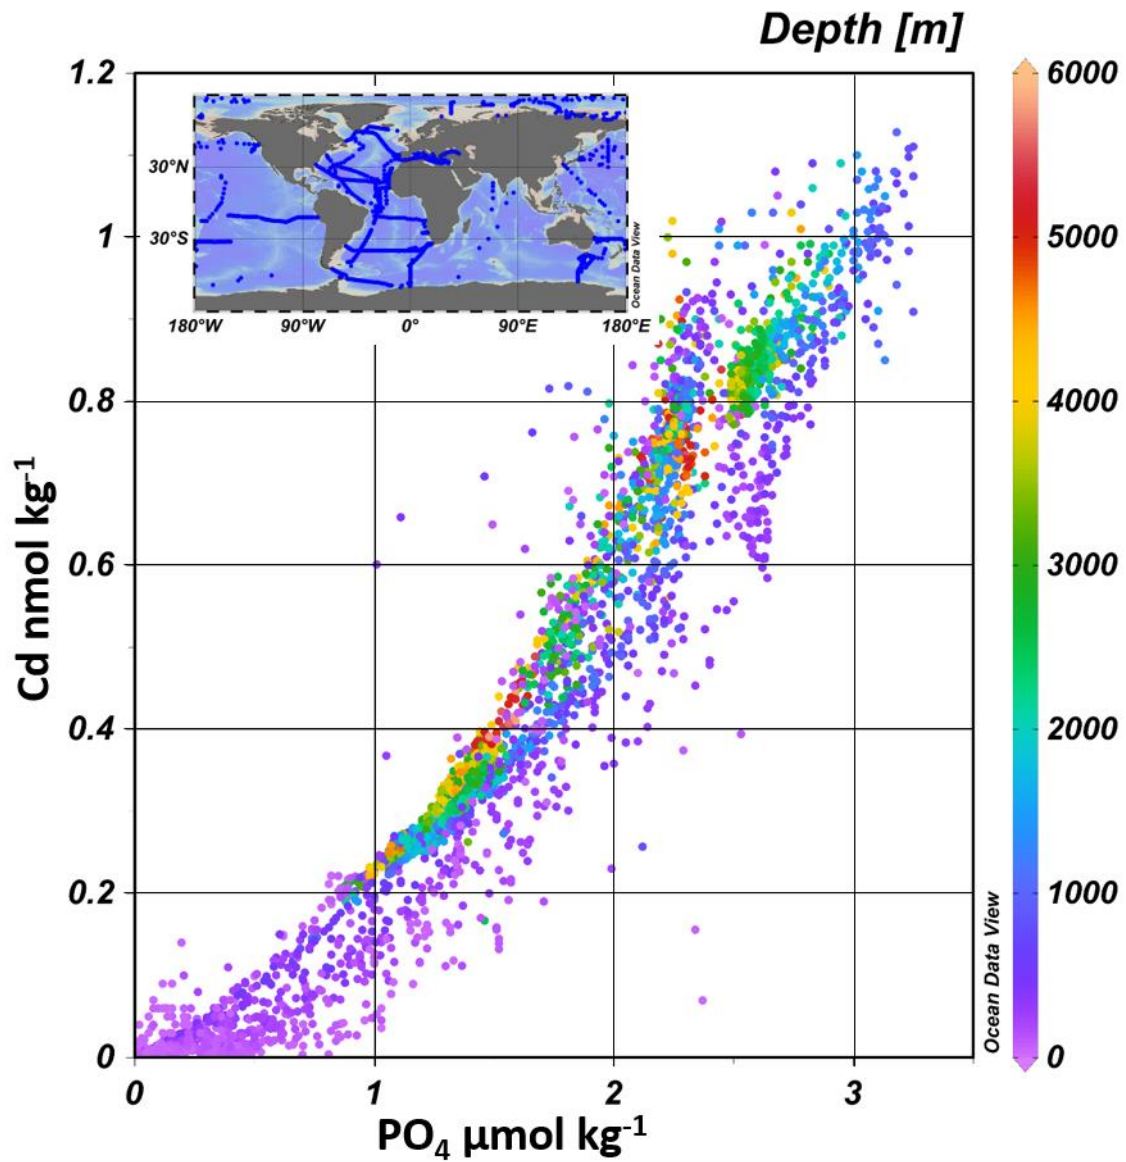 Depth [m]
1.2
1
0.8
0.6
0.4
0.2
0
Cd nmol kg⁻¹
30°N
30°S
180°W 90°W 0° 90°E 180°E
Ocean Data View
0 1 2 3
PO₄ µmol kg⁻¹
Ocean Data View
6000
5000
4000
3000
2000
1000
0